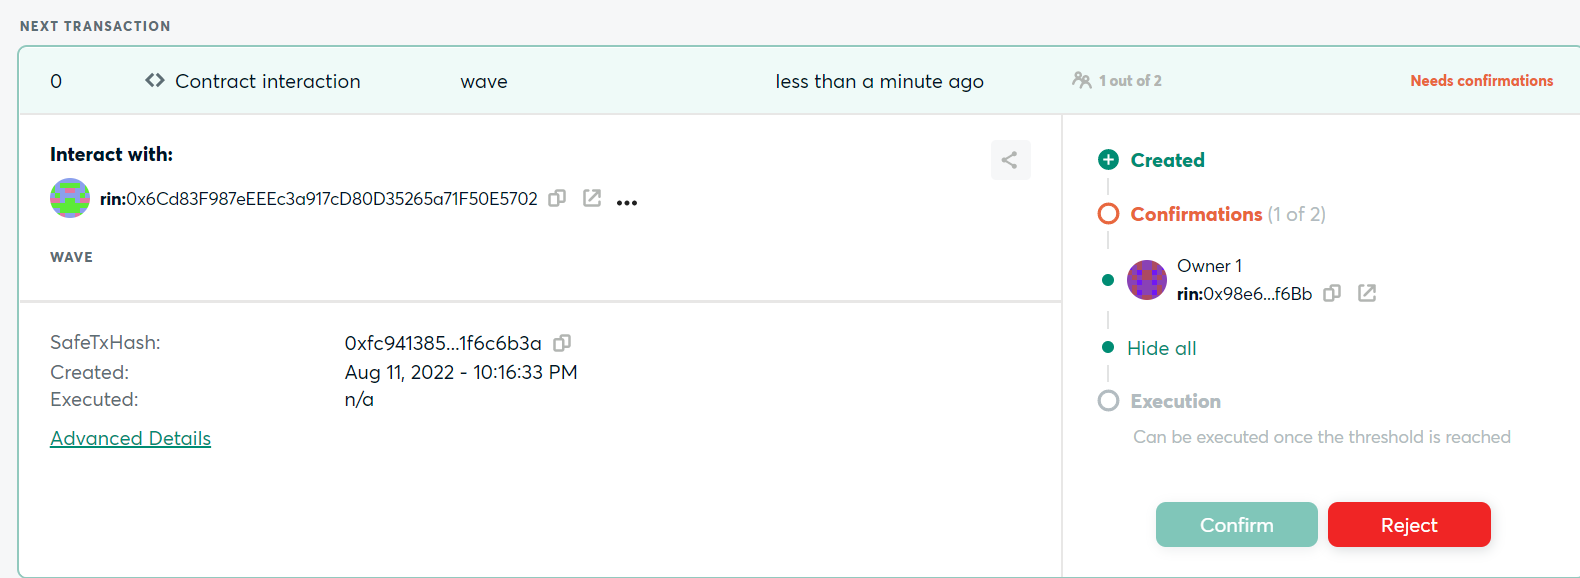 NEXT TRANSACTION
0 Contract interaction wave less than a minute ago 1 out of 2 Needs confirmations
Interact with:
rin:0x6Cd83F987eEEEc3a917cD80D35265a71F50E5702
WAVE
SafeTxHash: 0xfc941385...1f6c6b3a
Created: Aug 11, 2022 - 10:16:33 PM
Executed: n/a
Advanced Details
Created
Confirmations (1 of 2)
Owner 1
rin:0x98e6...f6Bb
Hide all
Execution
Can be executed once the threshold is reached
Confirm Reject